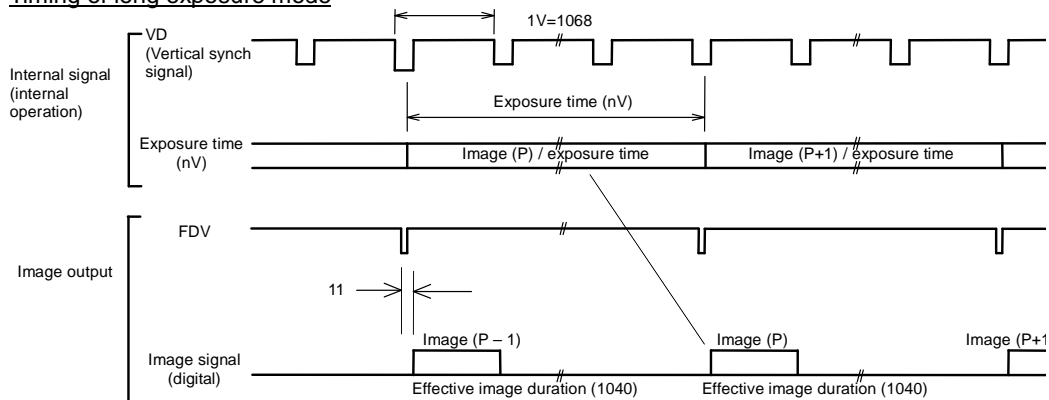 Timing of long exposure mode
1V=1068
VD
(Vertical synch
signal)
Internal signal
(internal
operation)
Exposure time (nV)
Exposure time
(nV)
Image (P) / exposure time
Image (P+1) / exposure time
FDV
Image output
11
Image (P – 1)
Image (P)
Image (P+1
Image signal
(digital)
Effective image duration (1040)
Effective image duration (1040)